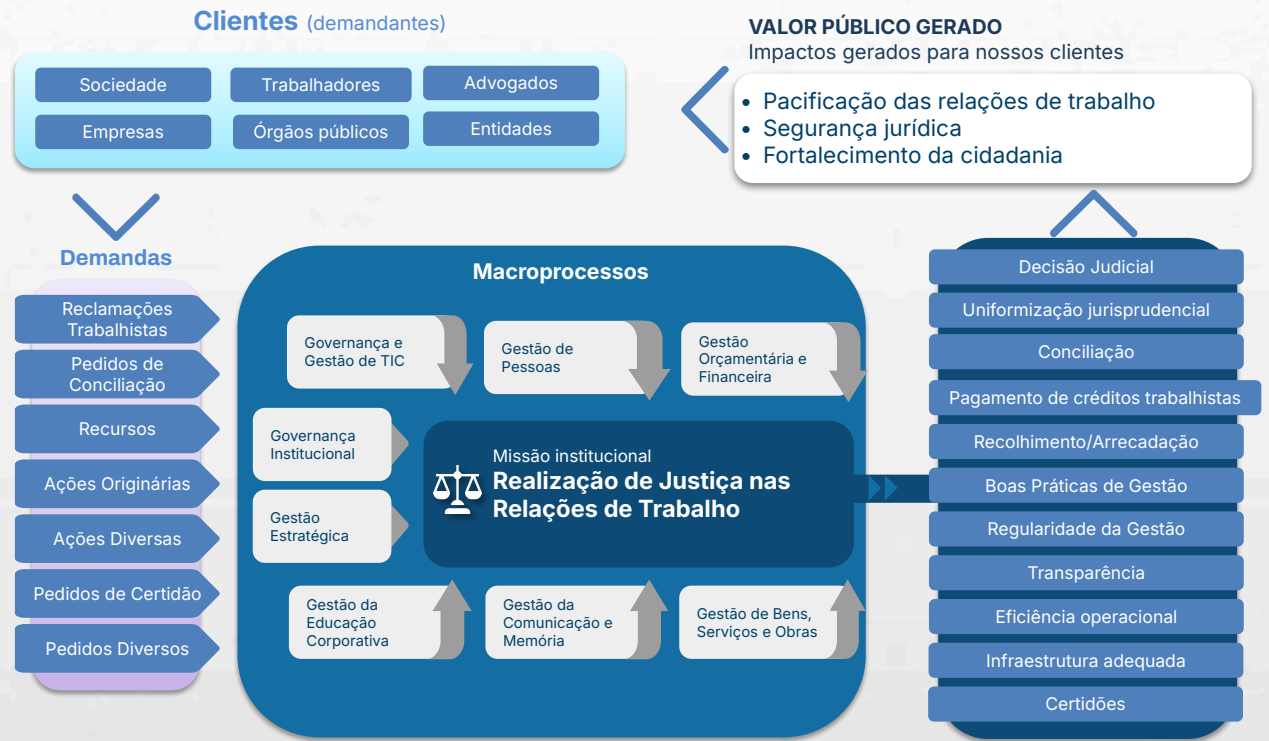 Clientes (demandantes)
Sociedade
Trabalhadores
Advogados
Empresas
Órgãos públicos
Entidades
VALOR PÚBLICO GERADO
Impactos gerados para nossos clientes
• Pacificação das relações de trabalho
• Segurança jurídica
• Fortalecimento da cidadania
Demandas
Reclamações
Trabalhistas
Pedidos de
Conciliação
Recursos
Ações Originárias
Ações Diversas
Pedidos de Certidão
Pedidos Diversos
Macroprocessos
Governança e
Gestão de TIC
Gestão de
Pessoas
Gestão
Orçamentária e
Financeira
Governança
Institucional
Gestão
Estratégica
Missão institucional
Realização de Justiça nas
Relações de Trabalho
Gestão da
Educação
Corporativa
Gestão da
Comunicação e
Memória
Gestão de Bens,
Serviços e Obras
Decisão Judicial
Uniformização jurisprudencial
Conciliação
Pagamento de créditos trabalhistas
Recolhimento/Arrecadação
Boas Práticas de Gestão
Regularidade da Gestão
Transparência
Eficiência operacional
Infraestrutura adequada
Certidões